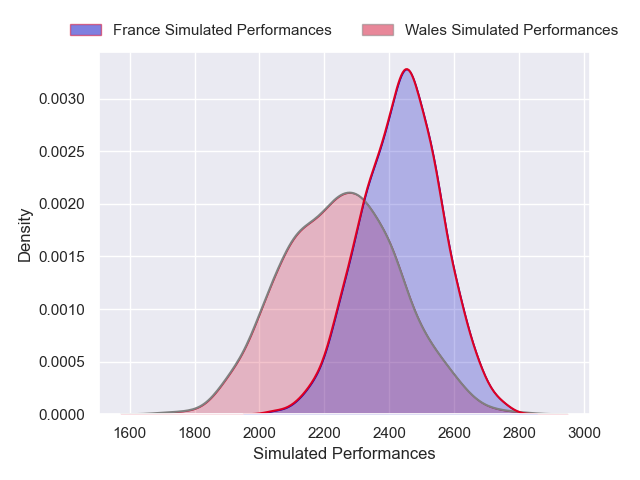 France Simulated Performances
Wales Simulated Performances
0.0030
0.0025
0.0020
0.0015
0.0010
0.0005
0.0000
Density
1600 1800 2000 2200 2400 2600 2800 3000
Simulated Performances